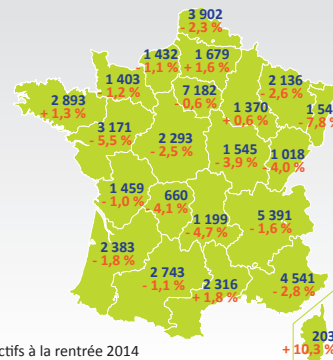 3 902
- 2,3 %
1 432
- 1,1 %
1 679
+ 1,6 %
1 403
- 1,2 %
7 182
- 0,6 %
2 136
- 2,6 %
2 893
+ 1,3 %
1 370
+ 0,6 %
- 7,8
3 171
- 5,5 %
2 293
- 2,5 %
1 545
- 3,9 %
1 018
- 4,0 %
1 459
- 1,0 %
660
- 4,1 %
1 199
- 4,7 %
5 391
- 1,6 %
2 383
- 1,8 %
2 743
- 1,1 %
2 316
+ 1,8 %
4 541
- 2,8 %
203
+ 10,3 %
ctifs à la rentrée 2014